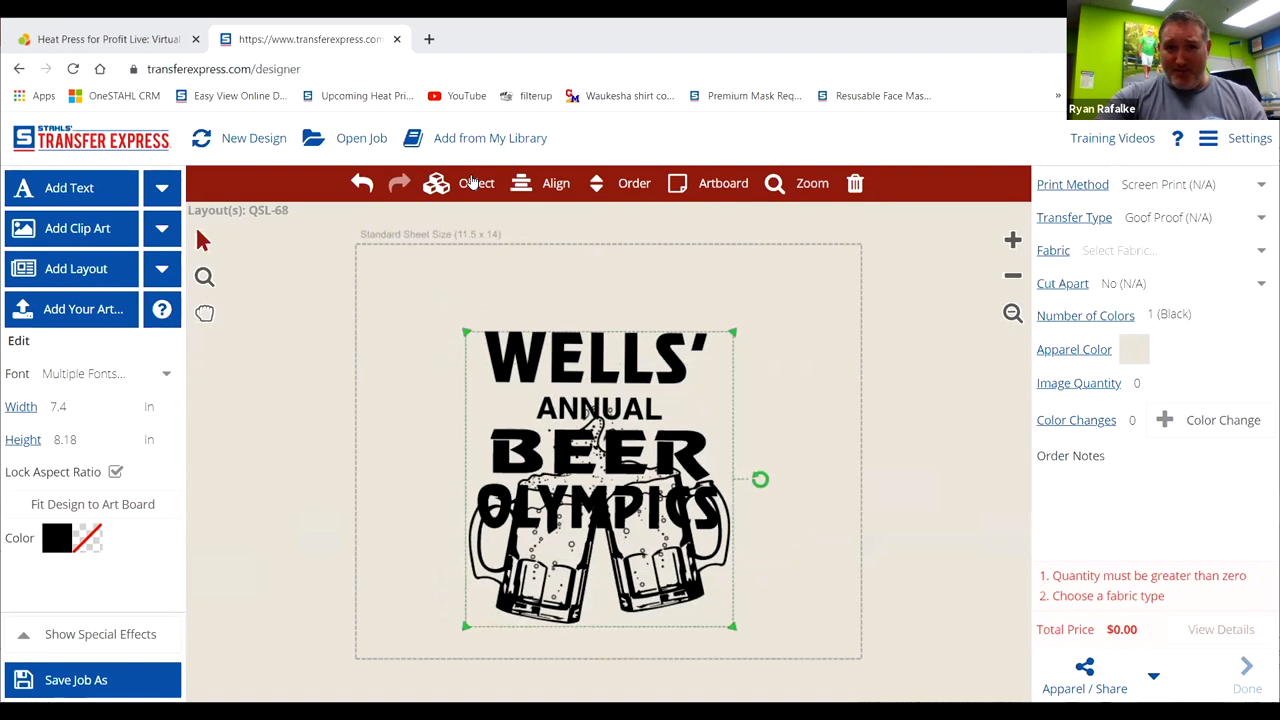 Heat Press for Profit Live: Virtual
https://www.transferexpress.com
transferexpress.com/designer
Apps OneSTAHL CRM Easy View Online D... Upcoming Heat Pri... YouTube filterup Waukesha shirt co... Premium Mask Req... Resusable Face Mas... »
Ryan Rafalke
STAHLS' TRANSFER EXPRESS
New Design Open Job Add from My Library Training Videos ? Settings
Add Text
Add Clip Art
Add Layout
Add Your Art... ?
Edit
Font Multiple Fonts...
Width 7.4 in
Height 8.18 in
Lock Aspect Ratio
Fit Design to Art Board
Color
Show Special Effects
Save Job As
Object Align Order Artboard Zoom
Layout(s): QSL-68
Standard Sheet Size (11.5 x 14)
WELLS'
ANNUAL
BEER
OLYMPICS
Print Method Screen Print (N/A)
Transfer Type Goof Proof (N/A)
Fabric Select Fabric...
Cut Apart No (N/A)
Number of Colors 1 (Black)
Apparel Color
Image Quantity 0
Color Changes 0 Color Change
Order Notes
1. Quantity must be greater than zero
2. Choose a fabric type
Total Price $0.00 View Details
Apparel / Share Done